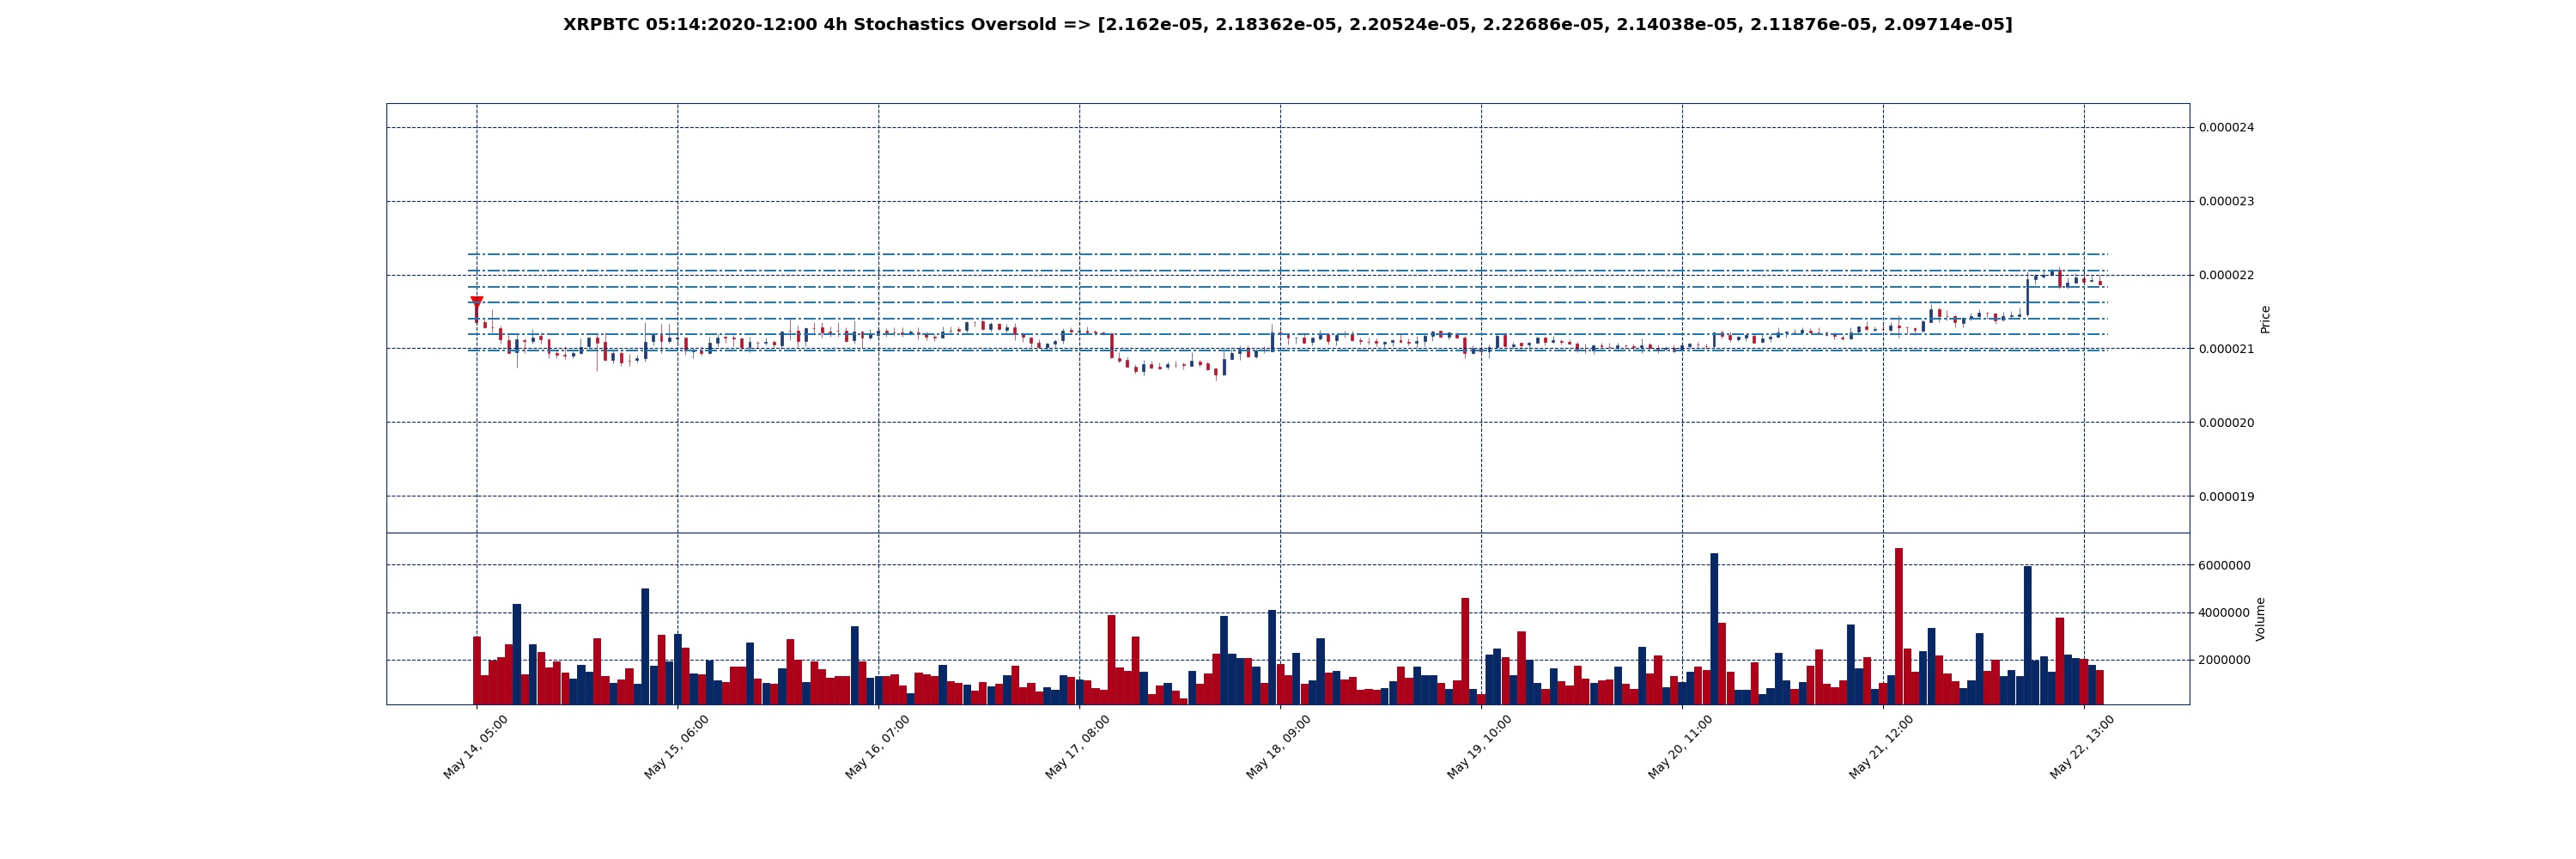 XRPBTC 05:14:2020-12:00 4h Stochastics Oversold => [2.162e-05, 2.18362e-05, 2.20524e-05, 2.22686e-05, 2.14038e-05, 2.11876e-05, 2.09714e-05]
0.000024
0.000023
0.000022
0.000021
0.000020
0.000019
Price
6000000
4000000
2000000
Volume
May 14, 05:00
May 15, 06:00
May 16, 07:00
May 17, 08:00
May 18, 09:00
May 19, 10:00
May 20, 11:00
May 21, 12:00
May 22, 13:00